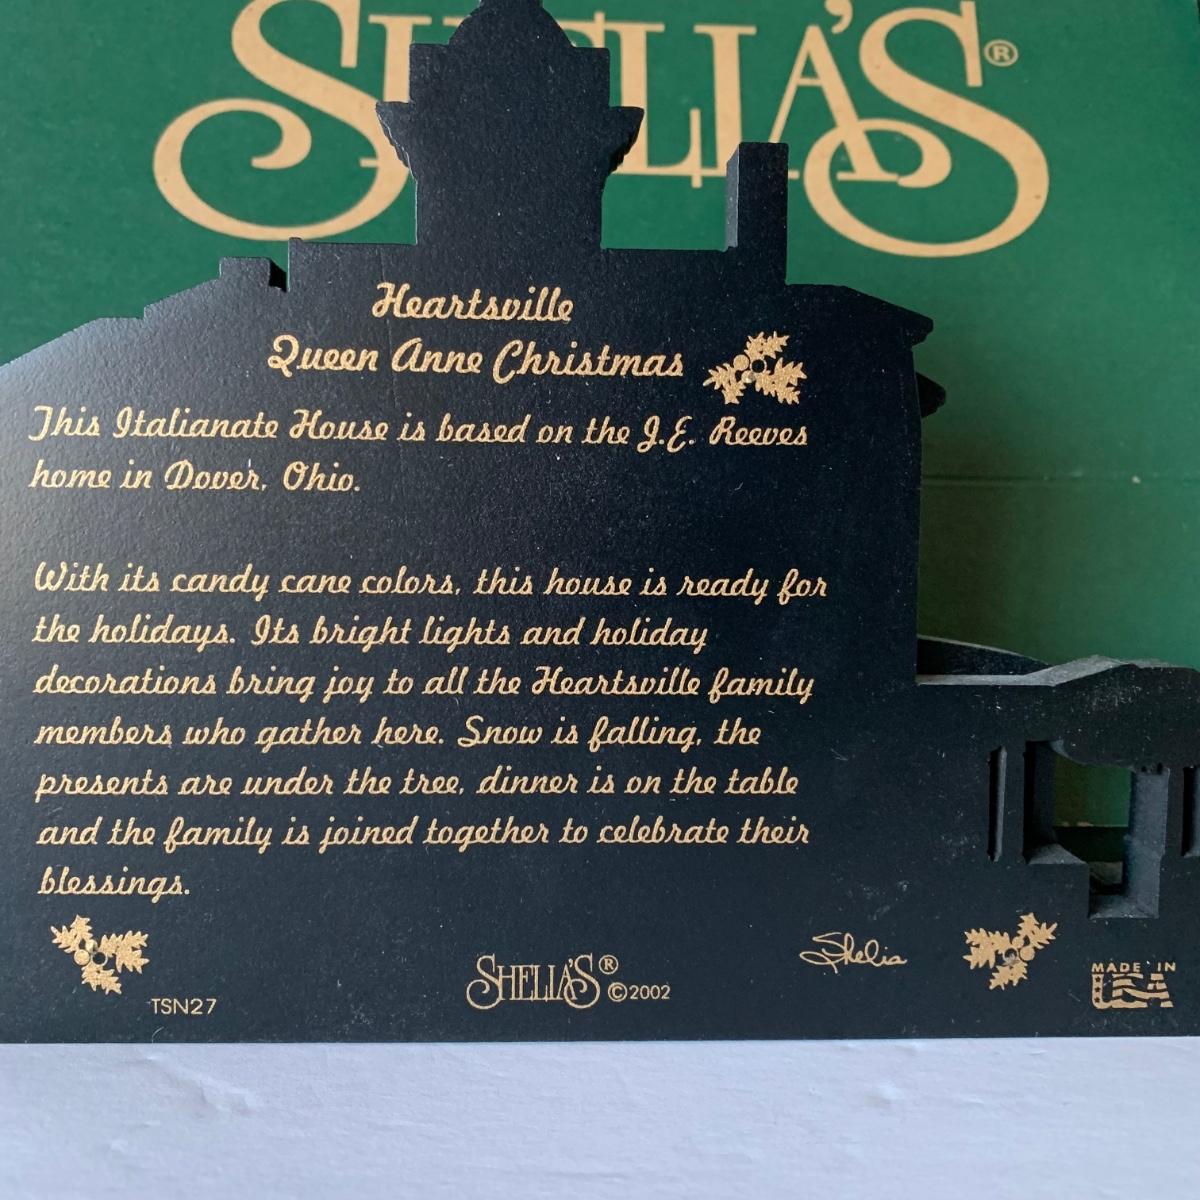 SHELIA'S®
Heartsville
Queen Anne Christmas
This Italianate House is based on the J.E. Reeves
home in Dover, Ohio.
With its candy cane colors, this house is ready for
the holidays. Its bright lights and holiday
decorations bring joy to all the Heartsville family
members who gather here. Snow is falling, the
presents are under the tree, dinner is on the table
and the family is joined together to celebrate their
blessings.
TSN27
SHELIA'S® ©2002
Shelia
MADE IN
USA